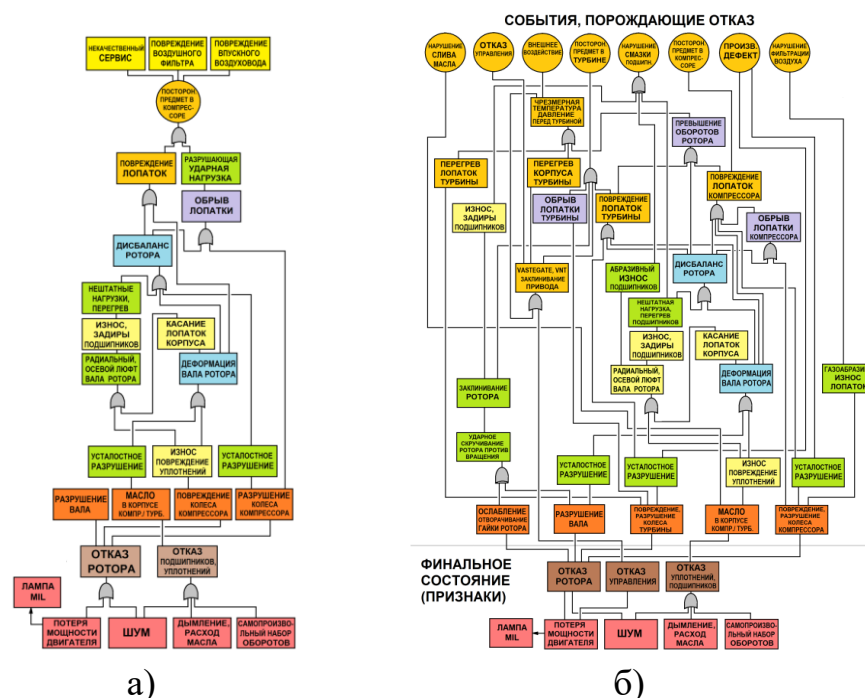 НЕКАЧЕСТВЕННЫЙ
СЕРВИС
ПОВРЕЖДЕНИЕ
ВОЗДУШНОГО
ФИЛЬТРА
ПОВРЕЖДЕНИЕ
ВПУСКНОГО
ВОЗДУХОВОДА
ПОСТОРОН.
ПРЕДМЕТ В
КОМПРЕС-
СОРЕ
ПОВРЕЖДЕНИЕ
ЛОПАТОК
РАЗРУШАЮЩАЯ
УДАРНАЯ
НАГРУЗКА
ОБРЫВ
ЛОПАТКИ
ДИСБАЛАНС
РОТОРА
НЕШТАТНЫЕ
НАГРУЗКИ,
ПЕРЕГРЕВ
ИЗНОС,
ЗАДИРЫ
ПОДШИПНИКОВ
КАСАНИЕ
ЛОПАТОК
КОРПУСА
РАДИАЛЬНЫЙ,
ОСЕВОЙ ЛЮФТ
ВАЛА РОТОРА
ДЕФОРМАЦИЯ
ВАЛА РОТОРА
УСТАЛОСТНОЕ
РАЗРУШЕНИЕ
ИЗНОС
ПОВРЕЖДЕНИЕ
УПЛОТНЕНИЙ
УСТАЛОСТНОЕ
РАЗРУШЕНИЕ
РАЗРУШЕНИЕ
ВАЛА
МАСЛО
В КОРПУСЕ
КОМПР./ ТУРБ.
ПОВРЕЖДЕНИЕ
КОЛЕСА
КОМПРЕССОРА
РАЗРУШЕНИЕ
КОЛЕСА
КОМПРЕССОРА
ОТКАЗ
РОТОРА
ОТКАЗ
ПОДШИПНИКОВ,
УПЛОТНЕНИЙ
ЛАМПА
MIL
ПОТЕРЯ
МОЩНОСТИ
ДВИГАТЕЛЯ
ШУМ
ДЫМЛЕНИЕ,
РАСХОД
МАСЛА
САМОПРОИЗВО-
ЛЬНЫЙ НАБОР
ОБОРОТОВ
а)
СОБЫТИЯ, ПОРОЖДАЮЩИЕ ОТКАЗ
НАРУШЕНИЕ
СЛИВА
МАСЛА
ОТКАЗ
УПРАВЛЕНИЯ
ВНЕШНЕЕ
ВОЗДЕЙСТВИЕ
ПОСТОРОН.
ПРЕДМЕТ В
ТУРБИНЕ
НАРУШЕНИЕ
СМАЗКИ
ПОДШИПН.
ПОСТОРОН.
ПРЕДМЕТ В
КОМПРЕС-
СОРЕ
ПРОИЗВ.
ДЕФЕКТ
НАРУШЕНИЕ
ФИЛЬТРАЦИИ
ВОЗДУХА
ЧРЕЗМЕРНАЯ
ТЕМПЕРАТУРА
ДАВЛЕНИЕ
ПЕРЕД ТУРБИНОЙ
ПРЕВЫШЕНИЕ
ОБОРОТОВ
РОТОРА
ПЕРЕГРЕВ
ЛОПАТОК
ТУРБИНЫ
ПЕРЕГРЕВ
КОРПУСА
ТУРБИНЫ
ПОВРЕЖДЕНИЕ
ЛОПАТОК
КОМПРЕССОРА
ИЗНОС,
ЗАДИРЫ
ПОДШИПНИКОВ
ОБРЫВ
ЛОПАТКИ
ТУРБИНЫ
ПОВРЕЖДЕНИЕ
ЛОПАТОК
ТУРБИНЫ
ОБРЫВ
ЛОПАТКИ
КОМПРЕССОРА
VASTEGATE, VNT
ЗАКЛИНИВАНИЕ
ПРИВОДА
АБРАЗИВНЫЙ
ИЗНОС
ПОДШИПНИКОВ
ДИСБАЛАНС
РОТОРА
НЕШТАТНАЯ
НАГРУЗКА,
ПЕРЕГРЕВ
ПОДШИПНИКОВ
ИЗНОС,
ЗАДИРЫ
ПОДШИПНИКОВ
КАСАНИЕ
ЛОПАТОК
КОРПУСА
ЗАКЛИНИВАНИЕ
РОТОРА
РАДИАЛЬНЫЙ,
ОСЕВОЙ ЛЮФТ
ВАЛА РОТОРА
ДЕФОРМАЦИЯ
ВАЛА РОТОРА
ГАЗОАБРАЗИВ.
ИЗНОС
ЛОПАТОК
УДАРНОЕ
СКРУЧИВАНИЕ
РОТОРА ПРОТИВ
ВРАЩЕНИЯ
УСТАЛОСТНОЕ
РАЗРУШЕНИЕ
УСТАЛОСТНОЕ
РАЗРУШЕНИЕ
ИЗНОС
ПОВРЕЖДЕНИЕ
УПЛОТНЕНИЙ
УСТАЛОСТНОЕ
РАЗРУШЕНИЕ
ОСЛАБЛЕНИЕ
ОТВОРАЧИВАНИЕ
ГАЙКИ РОТОРА
РАЗРУШЕНИЕ
ВАЛА
ПОВРЕЖДЕНИЕ,
РАЗРУШЕНИЕ
КОЛЕСА
ТУРБИНЫ
МАСЛО
В КОРПУСЕ
КОМПР./ ТУРБ.
ПОВРЕЖДЕНИЕ,
РАЗРУШЕНИЕ
КОЛЕСА
КОМПРЕССОРА
ФИНАЛЬНОЕ
СОСТОЯНИЕ
(ПРИЗНАКИ)
ОТКАЗ
РОТОРА
ОТКАЗ
УПРАВЛЕНИЯ
ОТКАЗ
УПЛОТНЕНИЙ,
ПОДШИПНИКОВ
ЛАМПА
MIL
ПОТЕРЯ
МОЩНОСТИ
ДВИГАТЕЛЯ
ШУМ
ДЫМЛЕНИЕ,
РАСХОД
МАСЛА
САМОПРОИЗВО-
ЛЬНЫЙ НАБОР
ОБОРОТОВ
б)